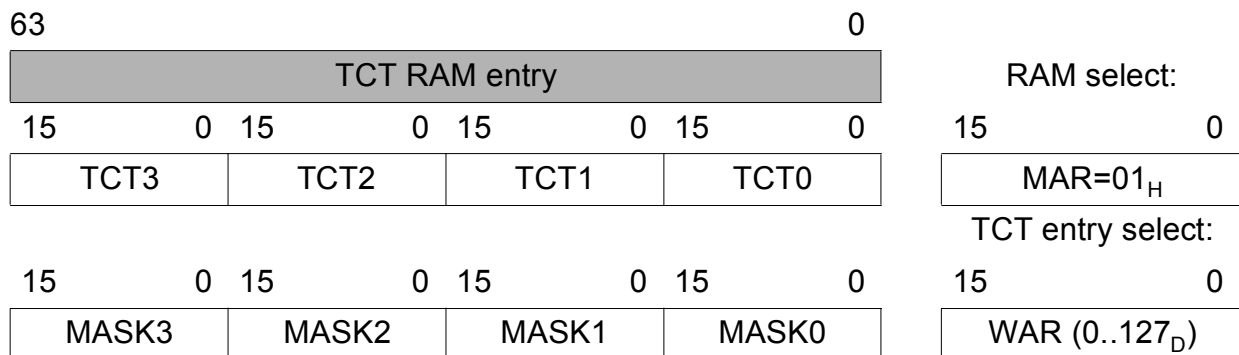 63 0
TCT RAM entry RAM select:
15 0 15 0 15 0 15 0 15 0
TCT3 TCT2 TCT1 TCT0 MAR=01H
TCT entry select:
15 0 15 0 15 0 15 0 15 0
MASK3 MASK2 MASK1 MASK0 WAR (0..127D)